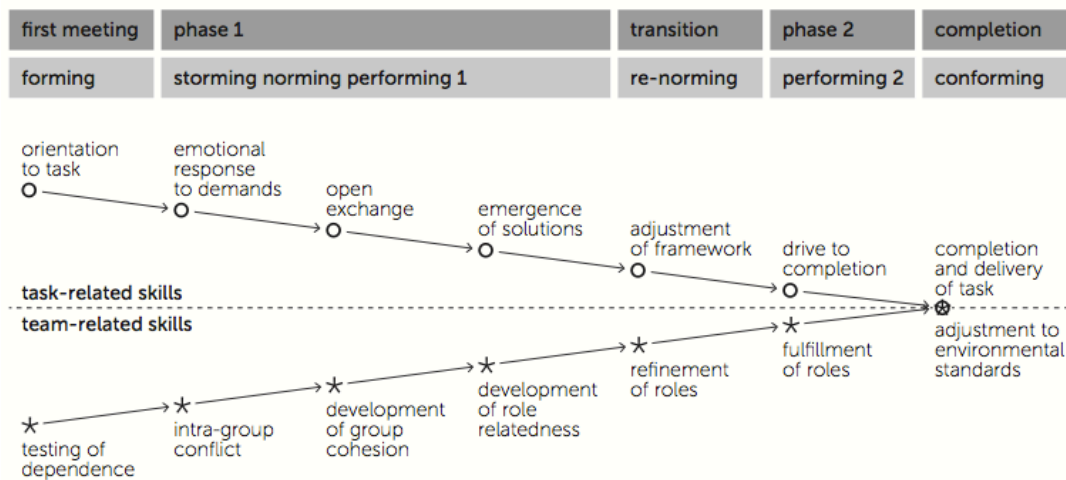 first meeting
phase 1
transition
phase 2
completion
forming
storming norming performing 1
re-norming
performing 2
conforming
orientation
to task
emotional
response
to demands
open
exchange
emergence
of solutions
adjustment
of framework
drive to
completion
completion
and delivery
of task
task-related skills
team-related skills
testing of
dependence
intra-group
conflict
development
of group
cohesion
development
of role
relatedness
refinement
of roles
fulfillment
of roles
adjustment to
environmental
standards